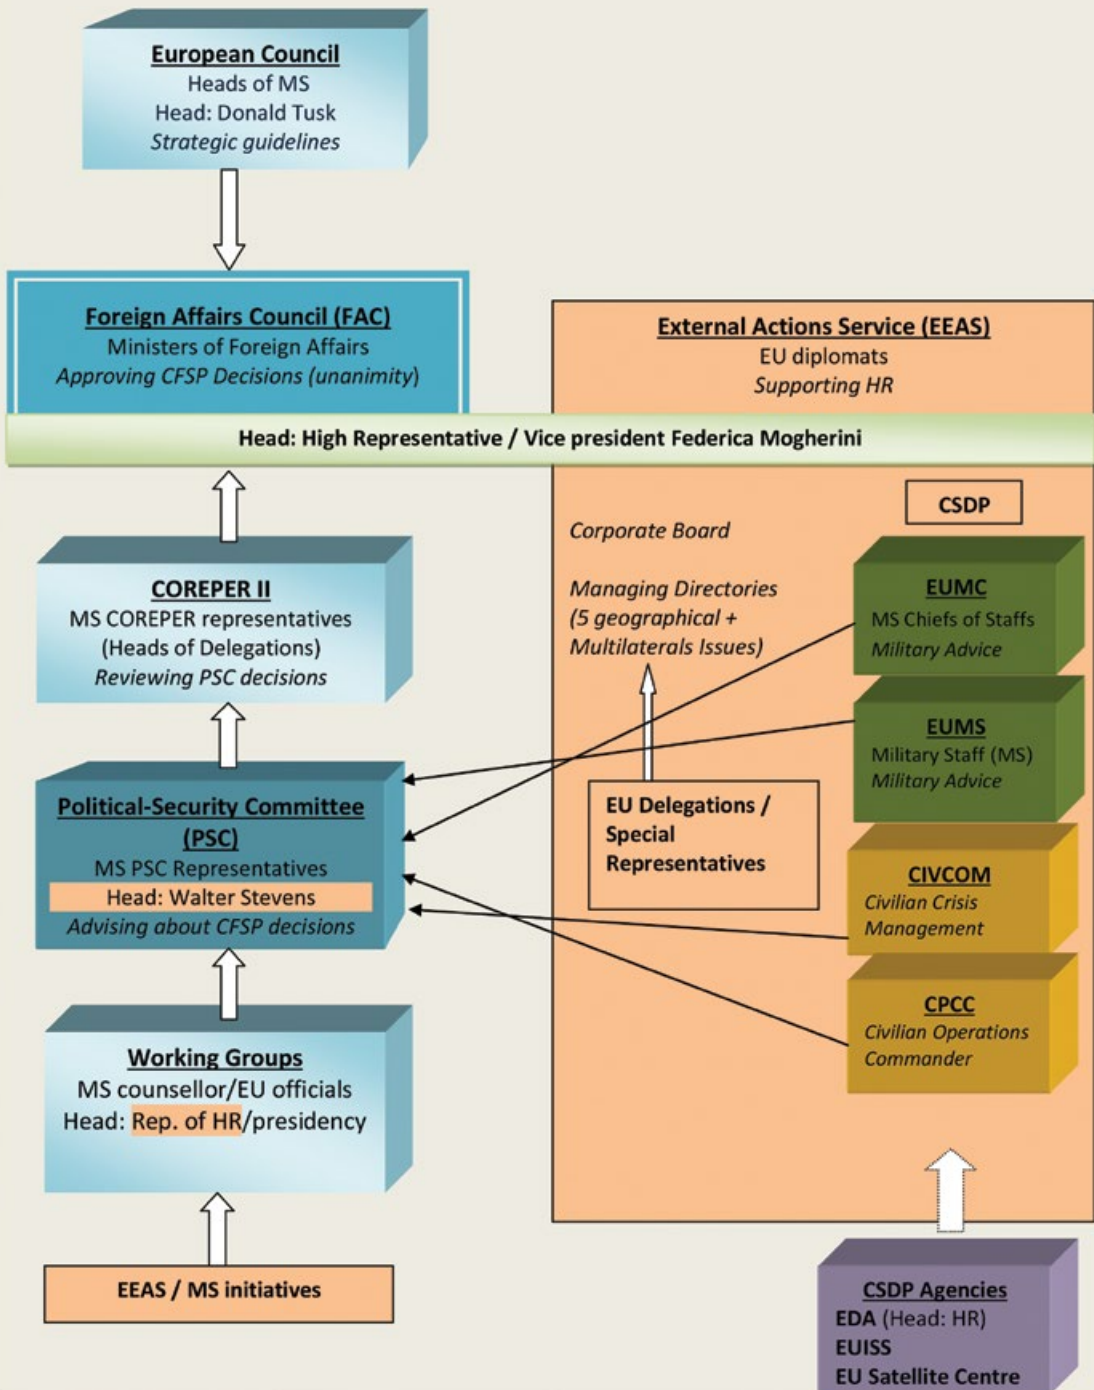 European Council
Heads of MS
Head: Donald Tusk
Strategic guidelines
Foreign Affairs Council (FAC)
Ministers of Foreign Affairs
Approving CFSP Decisions (unanimity)
External Actions Service (EEAS)
EU diplomats
Supporting HR
Head: High Representative / Vice president Federica Mogherini
COREPER II
MS COREPER representatives
(Heads of Delegations)
Reviewing PSC decisions
Political-Security Committee
(PSC)
MS PSC Representatives
Head: Walter Stevens
Advising about CFSP decisions
Working Groups
MS counsellor/EU officials
Head: Rep. of HR/presidency
EEAS / MS initiatives
Corporate Board
Managing Directories
(5 geographical +
Multilaterals Issues)
EU Delegations /
Special
Representatives
CSDP
EUMC
MS Chiefs of Staffs
Military Advice
EUMS
Military Staff (MS)
Military Advice
CIVCOM
Civilian Crisis
Management
CPCC
Civilian Operations
Commander
CSDP Agencies
EDA (Head: HR)
EUISS
EU Satellite Centre